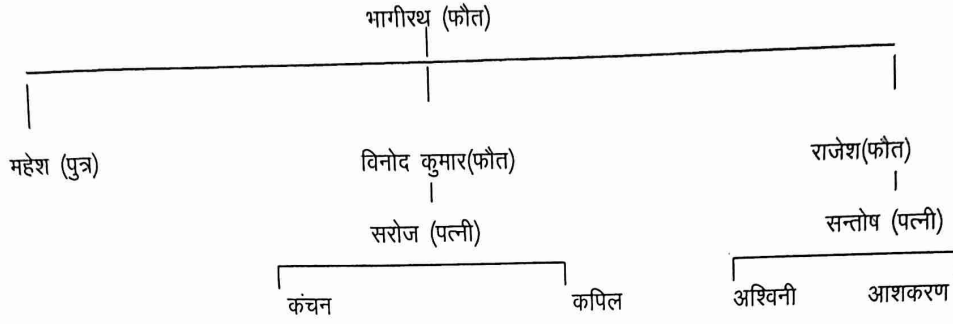 भागीरथ (फौत)
महेश (पुत्र) विनोद कुमार(फौत) राजेश(फौत)
सरोज (पत्नी) सन्तोष (पत्नी)
कंचन कपिल अश्विनी आशकरण